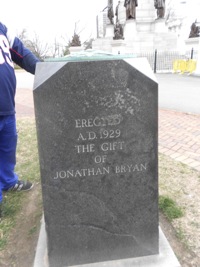 ERECTED
A.D. 1929
THE GIFT
OF
JONATHAN BRYAN